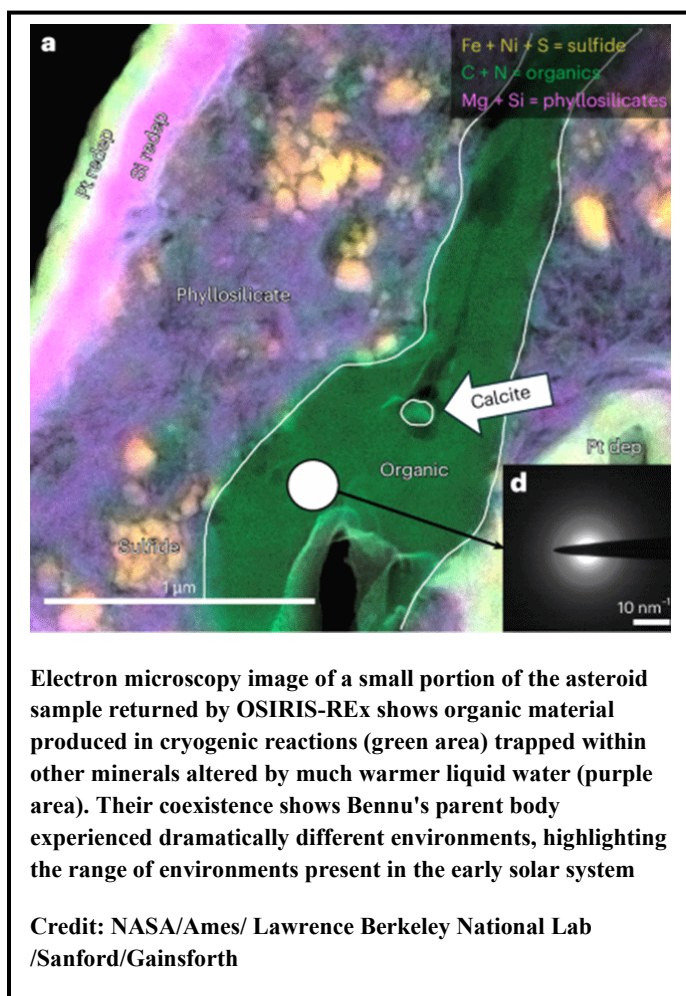 a
Fe + Ni + S = sulfide
C + N = organics
Mg + Si = phyllosilicates
Pt redep
Si redep
Phyllosilicate
Calcite
Organic
Pt dep
d
Sulfide
1 μm
10 nm⁻¹
Electron microscopy image of a small portion of the asteroid
sample returned by OSIRIS-REx shows organic material
produced in cryogenic reactions (green area) trapped within
other minerals altered by much warmer liquid water (purple
area). Their coexistence shows Bennu's parent body
experienced dramatically different environments, highlighting
the range of environments present in the early solar system
Credit: NASA/Ames/ Lawrence Berkeley National Lab
/Sanford/Gainsforth